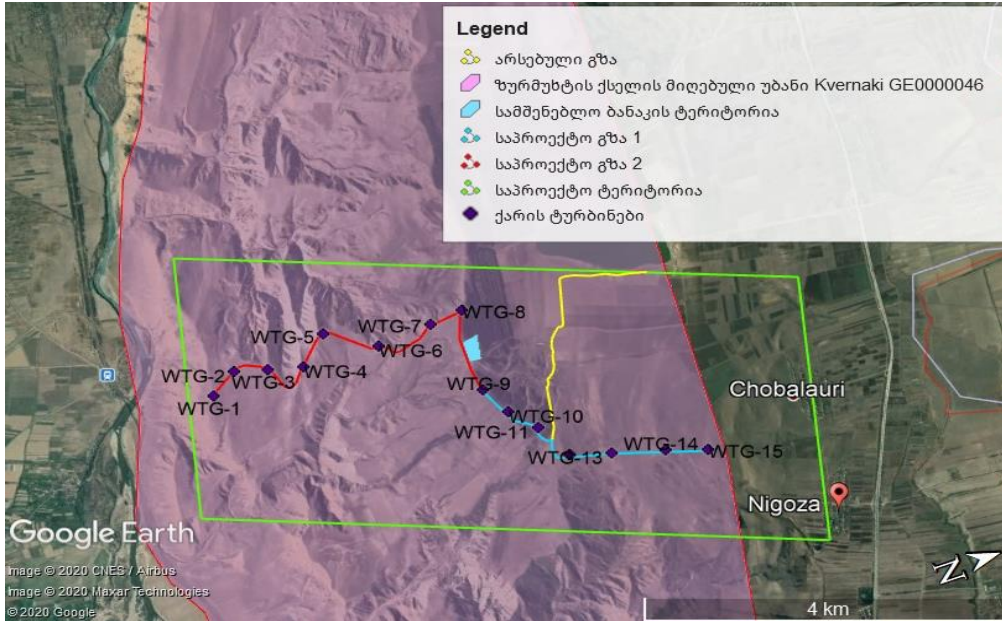 Legend
არსებული გზა
ზურმუხტის ქსელის მიღებული უბანი Kvernaki GE0000046
სამშენებლო ბანაკის ტერიტორია
საპროექტო გზა 1
საპროექტო გზა 2
საპროექტო ტერიტორია
ქარის ტურბინები
WTG-8
WTG-7
WTG-5
WTG-6
WTG-2
WTG-3
WTG-4
WTG-9
WTG-1
Chobalauri
WTG-10
WTG-11
WTG-14
WTG-13
WTG-15
Nigoza
Google Earth
Image © 2020 CNES / Airbus
Image © 2020 Maxar Technologies
© 2020 Google
N
4 km